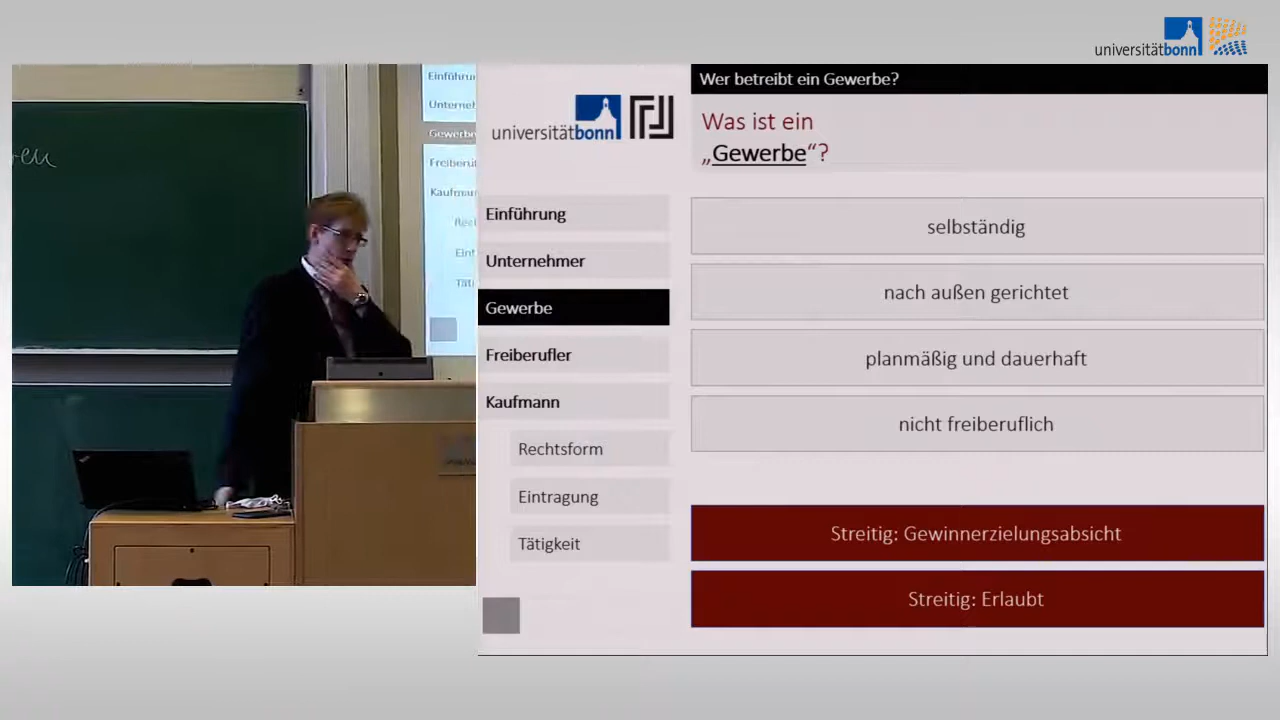 universitätbonn
Wer betreibt ein Gewerbe?
universitätbonn
Was ist ein
„Gewerbe“?
Einführung
Unternehmer
Gewerbe
Freiberufler
Kaufmann
Rechtsform
Eintragung
Tätigkeit
selbständig
nach außen gerichtet
planmäßig und dauerhaft
nicht freiberuflich
Streitig: Gewinnerzielungsabsicht
Streitig: Erlaubt